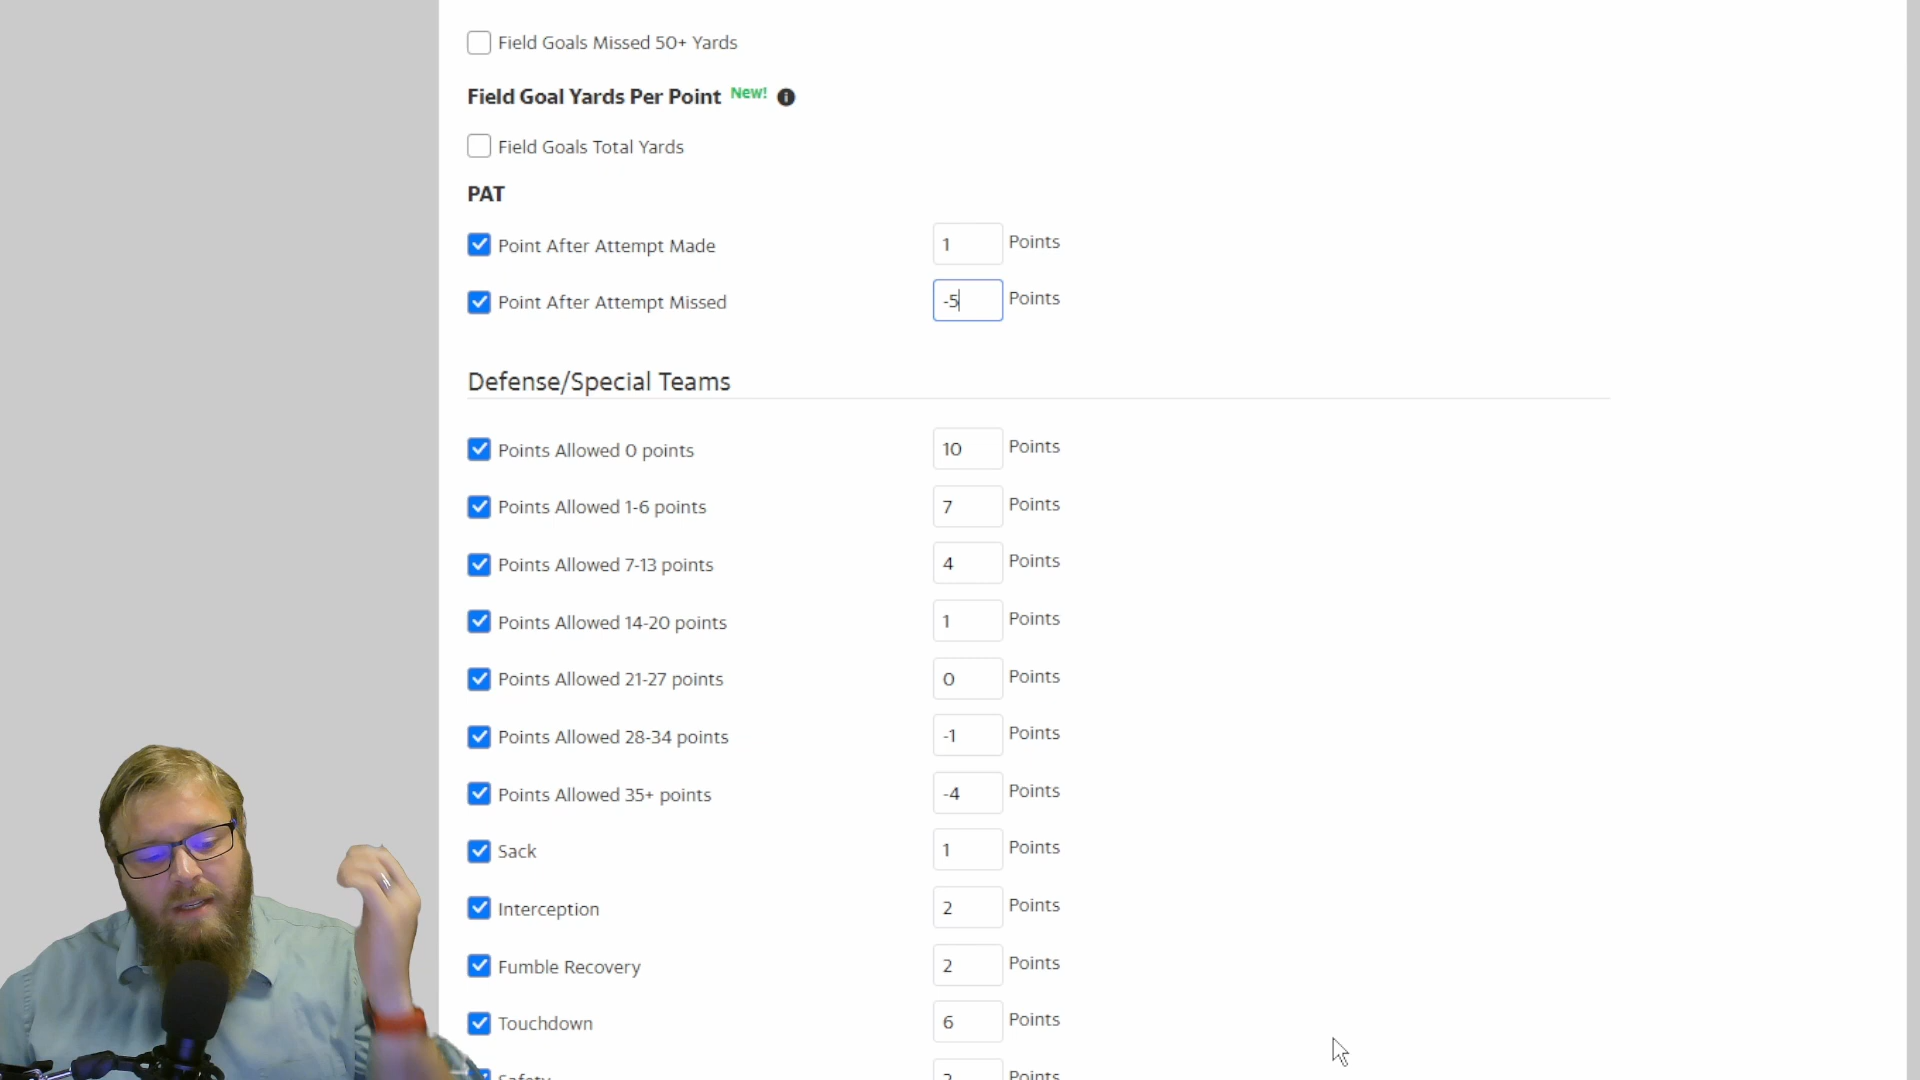 Field Goals Missed 50+ Yards
Field Goal Yards Per Point New!
Field Goals Total Yards
PAT
Point After Attempt Made 1 Points
Point After Attempt Missed -5 Points
Defense/Special Teams
Points Allowed 0 points 10 Points
Points Allowed 1-6 points 7 Points
Points Allowed 7-13 points 4 Points
Points Allowed 14-20 points 1 Points
Points Allowed 21-27 points 0 Points
Points Allowed 28-34 points -1 Points
Points Allowed 35+ points -4 Points
Sack 1 Points
Interception 2 Points
Fumble Recovery 2 Points
Touchdown 6 Points
Safety Points